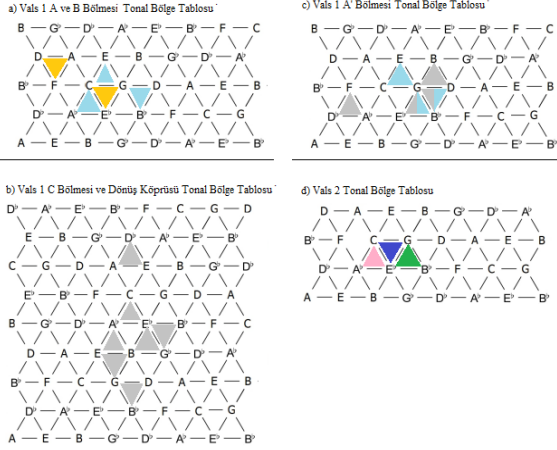 a) Vals 1 A ve B Bölmesi Tonal Bölge Tablosu
B — G♭ — D♭ — A♭ — E♭ — B♭ — F — C
D — A — E — B — G♭ — D♭ — A♭
B♭ — F — C — G — D — A — E — B
D♭ — A♭ — E♭ — B♭ — F — C — G
A — E — B — G♭ — D♭ — A♭ — E♭ — B♭
b) Vals 1 C Bölmesi ve Dönüş Köprüsü Tonal Bölge Tablosu
D♭ — A♭ — E♭ — B♭ — F — C — G — D
E — B — G♭ — D♭ — A♭ — E♭ — B♭
C — G — D — A — E — B — G♭ — D♭
E♭ — B♭ — F — C — G — D — A
B — G♭ — D♭ — A♭ — E♭ — B♭ — F — C
D — A — E — B — G♭ — D♭ — A♭
B♭ — F — C — G — D — A — E — B
D♭ — A♭ — E♭ — B♭ — F — C — G
A — E — B — G♭ — D♭ — A♭ — E♭ — B♭
c) Vals 1 A' Bölmesi Tonal Bölge Tablosu
B — G♭ — D♭ — A♭ — E♭ — B♭ — F — C
D — A — E — B — G♭ — D♭ — A♭
B♭ — F — C — G — D — A — E — B
D♭ — A♭ — E♭ — B♭ — F — C — G
A — E — B — G♭ — D♭ — A♭ — E♭ — B♭
d) Vals 2 Tonal Bölge Tablosu
D — A — E — B — G♭ — D♭ — A♭
B♭ — F — C — G — D — A — E — B
D♭ — A♭ — E♭ — B♭ — F — C — G
A — E — B — G♭ — D♭ — A♭ — E♭ — B♭